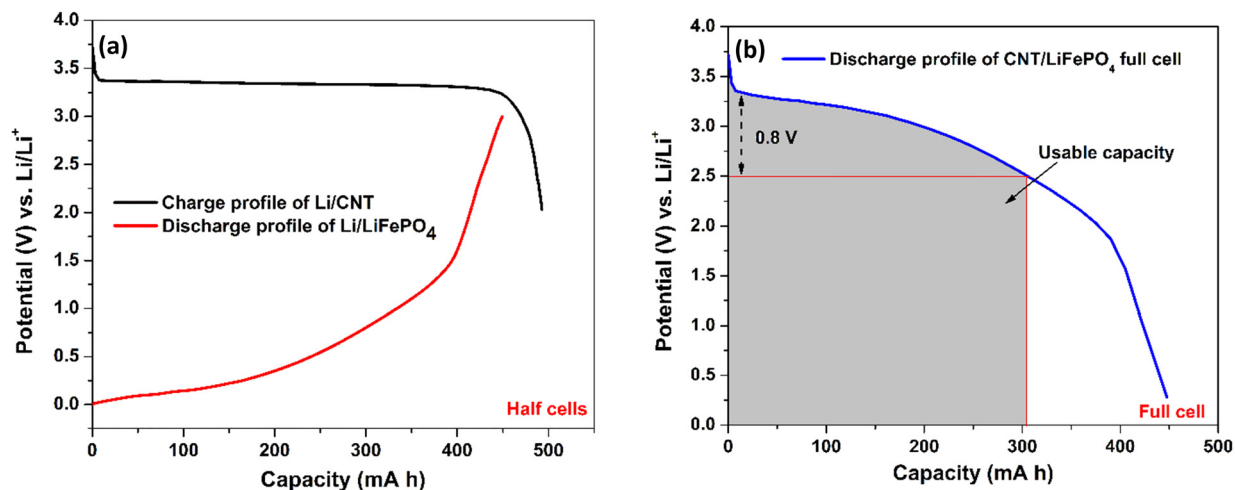 (a)
4.0
3.5
3.0
2.5
2.0
1.5
1.0
0.5
0.0
Potential (V) vs. Li/Li⁺
Charge profile of Li/CNT
Discharge profile of Li/LiFePO₄
Half cells
0 100 200 300 400 500
Capacity (mA h)
(b)
4.0
3.5
3.0
2.5
2.0
1.5
1.0
0.5
0.0
Potential (V) vs. Li/Li⁺
Discharge profile of CNT/LiFePO₄ full cell
0.8 V
Usable capacity
Full cell
0 100 200 300 400 500
Capacity (mA h)